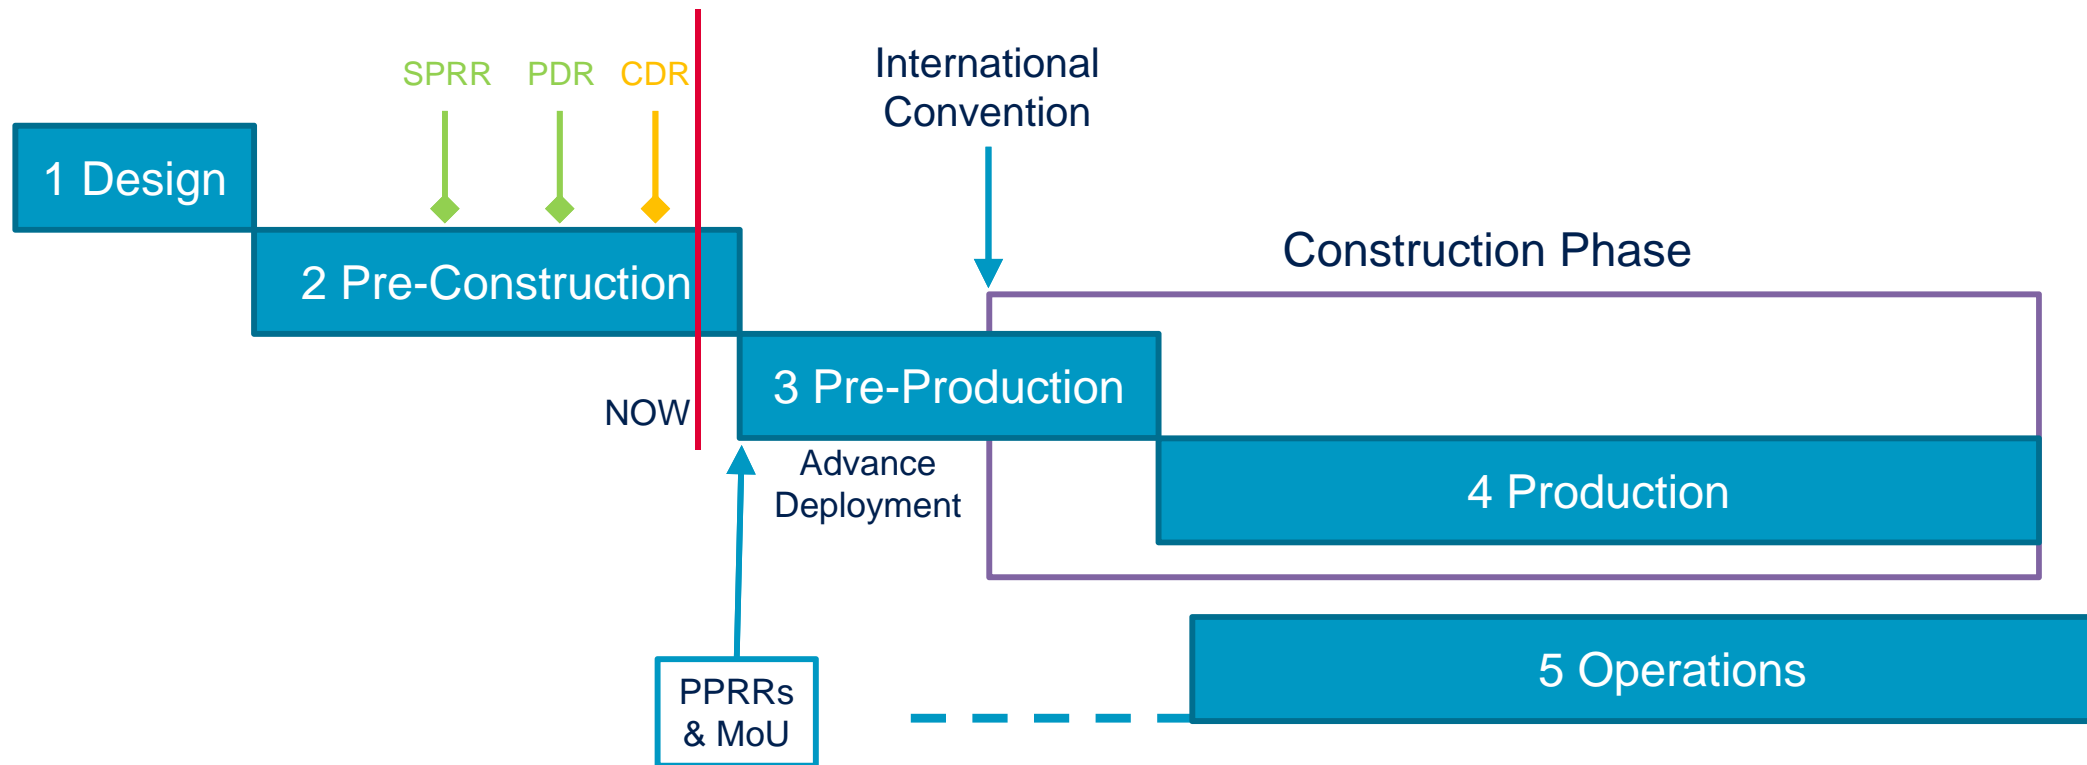 SPRR PDR CDR
International
Convention
1 Design
2 Pre-Construction
Construction Phase
3 Pre-Production
NOW
Advance
Deployment
4 Production
5 Operations
PPRRs
& MoU